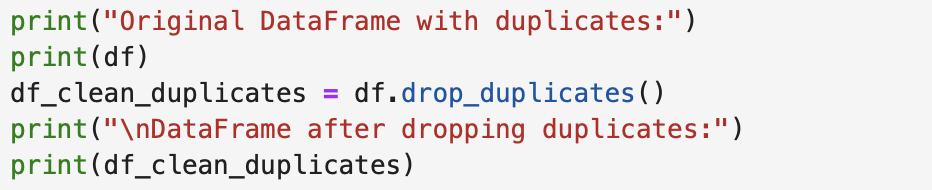 print("Original DataFrame with duplicates:")
print(df)
df_clean_duplicates = df.drop_duplicates()
print("\nDataFrame after dropping duplicates:")
print(df_clean_duplicates)